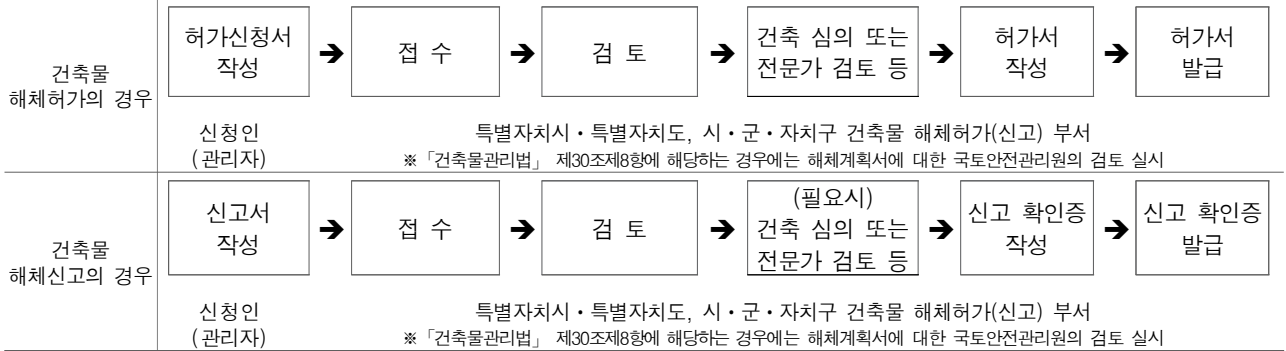 건축물
해체허가의 경우
허가신청서
작성
➔
접 수
➔
검 토
➔
건축 심의 또는
전문가 검토 등
➔
허가서
작성
➔
허가서
발급
신청인
(관리자)
특별자치시・특별자치도, 시・군・자치구 건축물 해체허가(신고) 부서
※「건축물관리법」 제30조제8항에 해당하는 경우에는 해체계획서에 대한 국토안전관리원의 검토 실시
건축물
해체신고의 경우
신고서
작성
➔
접 수
➔
검 토
➔
(필요시)
건축 심의 또는
전문가 검토 등
➔
신고 확인증
작성
➔
신고 확인증
발급
신청인
(관리자)
특별자치시・특별자치도, 시・군・자치구 건축물 해체허가(신고) 부서
※「건축물관리법」 제30조제8항에 해당하는 경우에는 해체계획서에 대한 국토안전관리원의 검토 실시